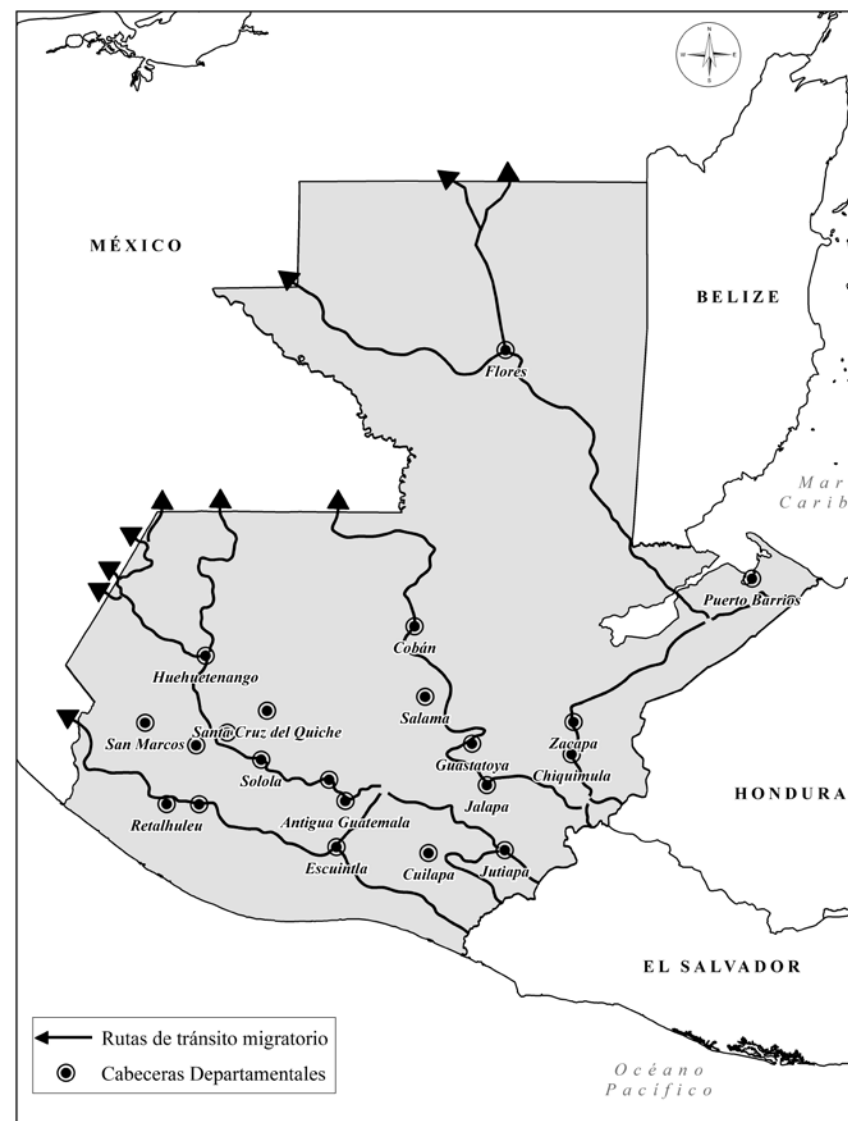 N
W E
S
MÉXICO
BELIZE
Flores
Mar
Carib
Puerto Barrios
Cobán
Huehuetenango
Salama
Santa Cruz del Quiche
San Marcos
Zacapa
Guastatoya
Chiquimula
Solola
Jalapa
HONDURA
Retalhuleu
Antigua Guatemala
Escuintla
Cuilapa
Jutiapa
EL SALVADOR
Rutas de tránsito migratorio
Cabeceras Departamentales
Océano
Pacífico